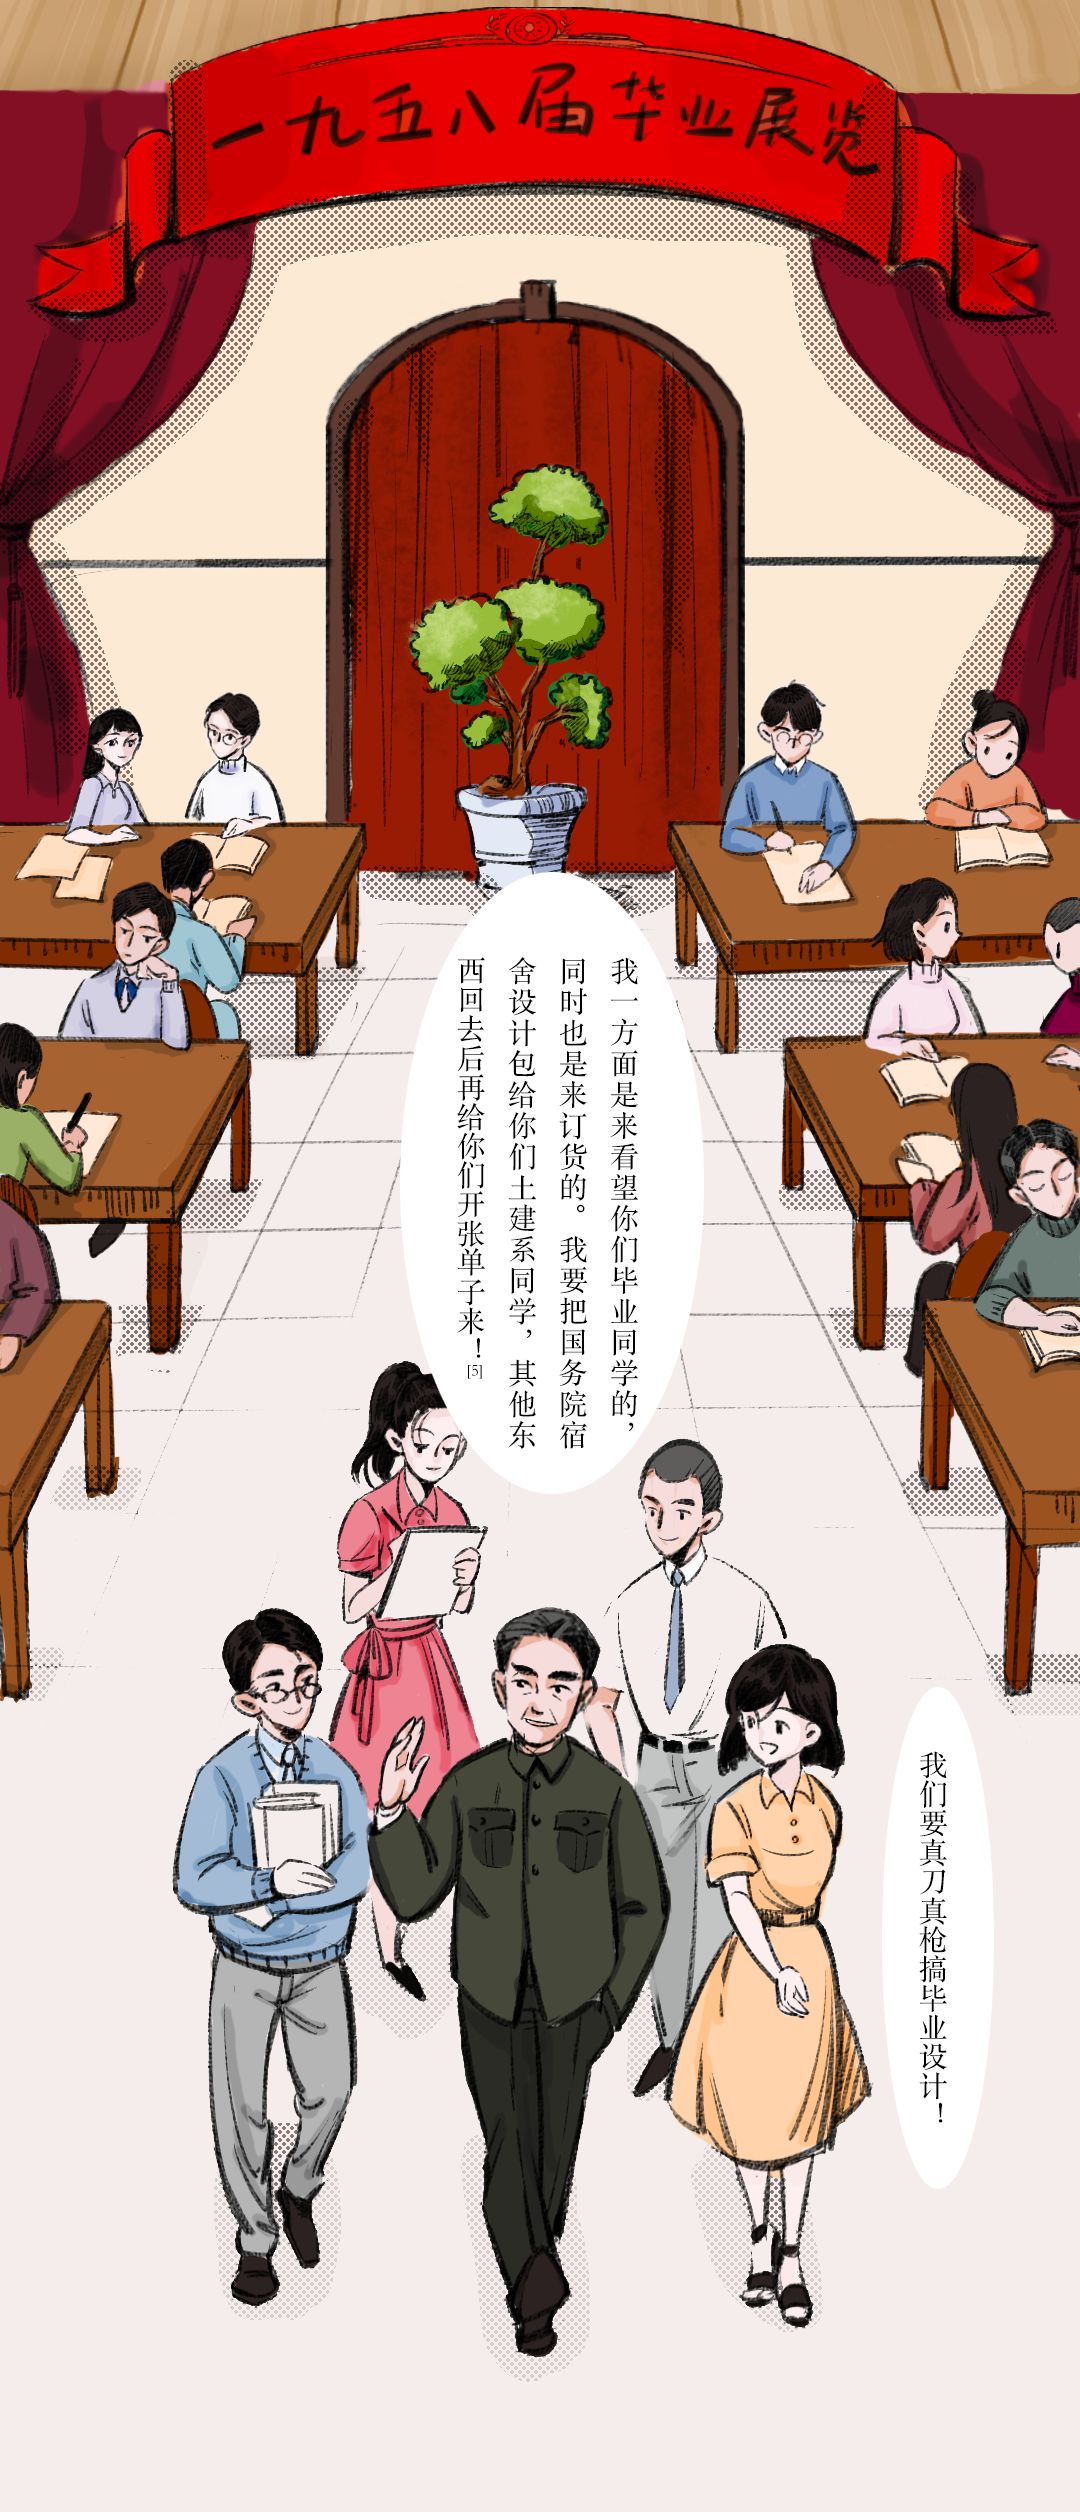 一九五八届毕业展览
我一方面是来看望你们毕业同学的，
同时也是来订货的。我要把国务院宿
舍设计包给你们土建系同学，其他东
西回去后再给你们开张单子来！[5]
我们要真刀真枪搞毕业设计！